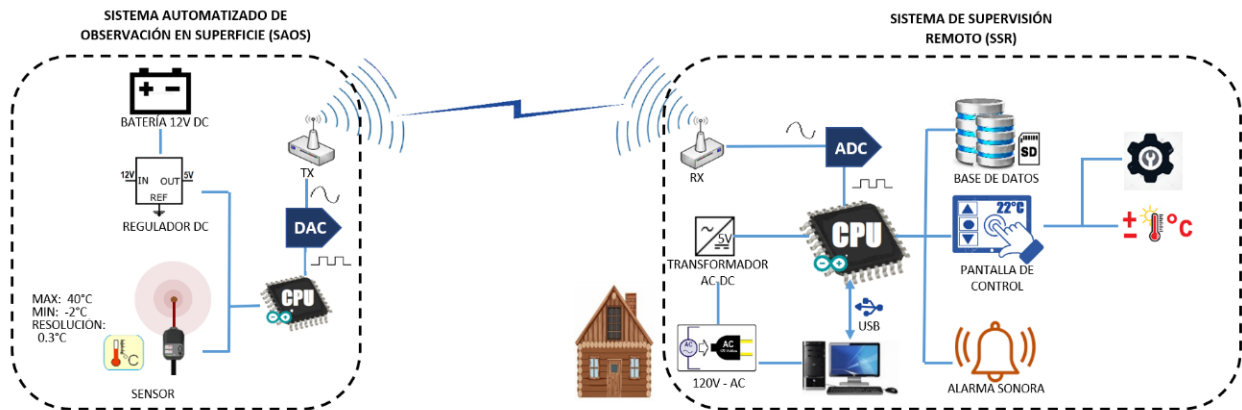 SISTEMA AUTOMATIZADO DE
OBSERVACIÓN EN SUPERFICIE (SAOS)
BATERÍA 12V DC
12V
IN
OUT
5V
REF
REGULADOR DC
MAX: 40°C
MIN: -2°C
RESOLUCION:
0.3°C
°C
SENSOR
TX
DAC
CPU
SISTEMA DE SUPERVISIÓN
REMOTO (SSR)
RX
ADC
5V
TRANSFORMADOR
AC-DC
CPU
USB
AC
AC
120V - AC
SD
BASE DE DATOS
22°C
PANTALLA DE
CONTROL
± °C
ALARMA SONORA